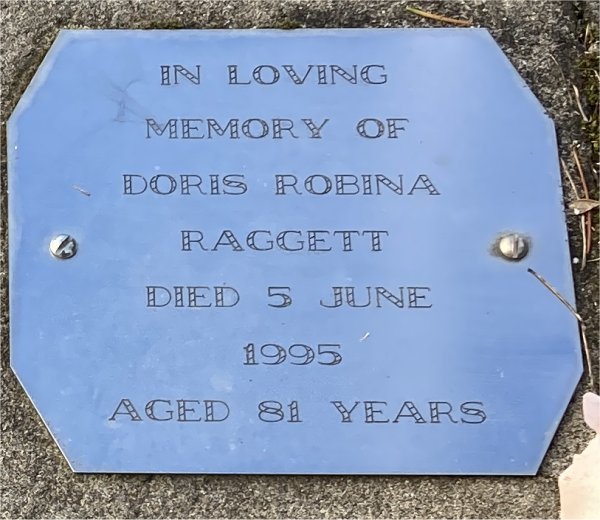 IN LOVING
MEMORY OF
DORIS ROBINA
RAGGETT
DIED 5 JUNE
1995
AGED 81 YEARS